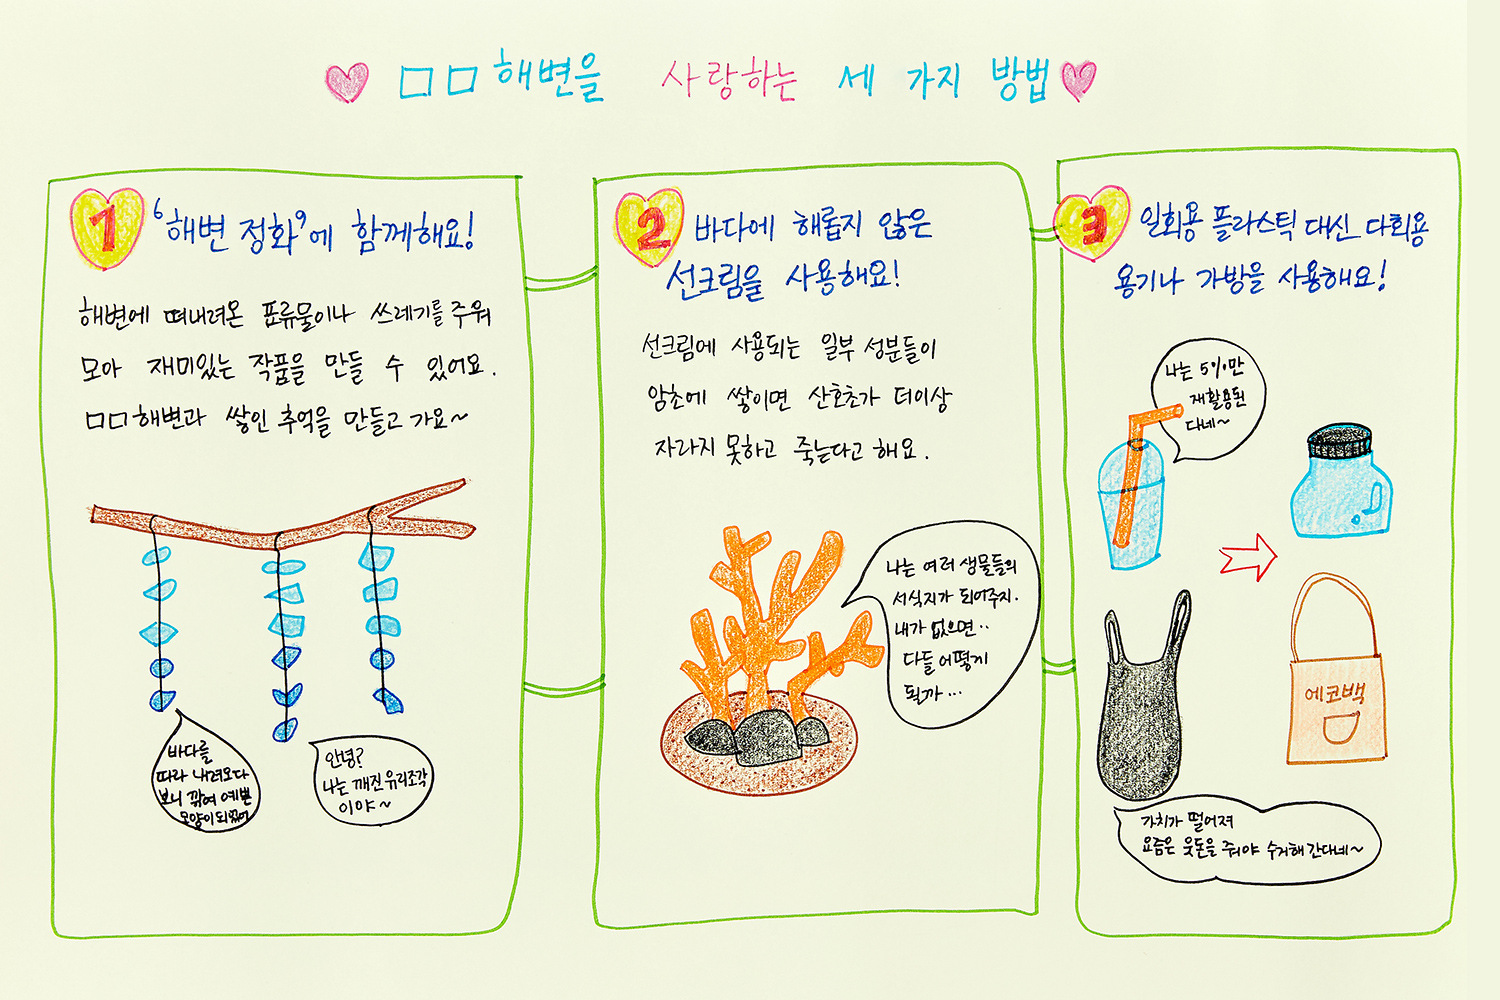 □□ 해변을 사랑하는 세 가지 방법
1 '해변 정화'에 함께해요!
해변에 떠내려온 표류물이나 쓰레기를 주워
모아 재미있는 작품을 만들 수 있어요.
□□해변과 쌓인 추억을 만들고 가요~
바다를
따라 내려오다
보니 깎여 예쁜
모양이 되었어
안녕?
나는 깨진 유리조각
이야~
2 바다에 해롭지 않은
선크림을 사용해요!
선크림에 사용되는 일부 성분들이
암초에 쌓이면 산호초가 더이상
자라지 못하고 죽는다고 해요.
나는 여러 생물들의
서식지가 되어주지.
내가 없으면..
다들 어떻게
될까...
3 일회용 플라스틱 대신 다회용
용기나 가방을 사용해요!
나는 5%만
재활용된
다네~
에코백
가치가 떨어져
요즘은 웃돈을 줘야 수거해 간다네~